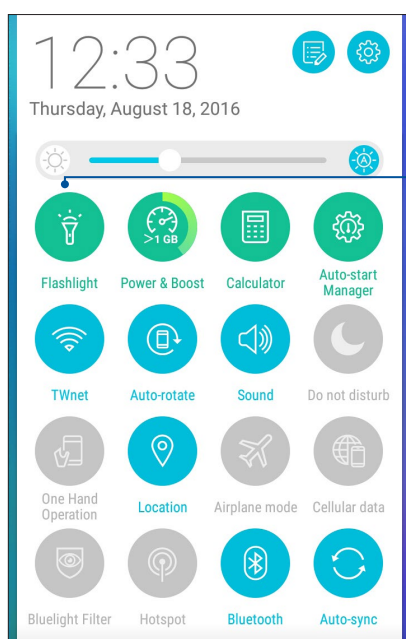 12:33
Thursday, August 18, 2016
A
>1 GB
Flashlight
Power & Boost
Calculator
Auto-start
Manager
TWnet
Auto-rotate
Sound
Do not disturb
One Hand
Operation
Location
Airplane mode
Cellular data
Bluelight Filter
Hotspot
Bluetooth
Auto-sync